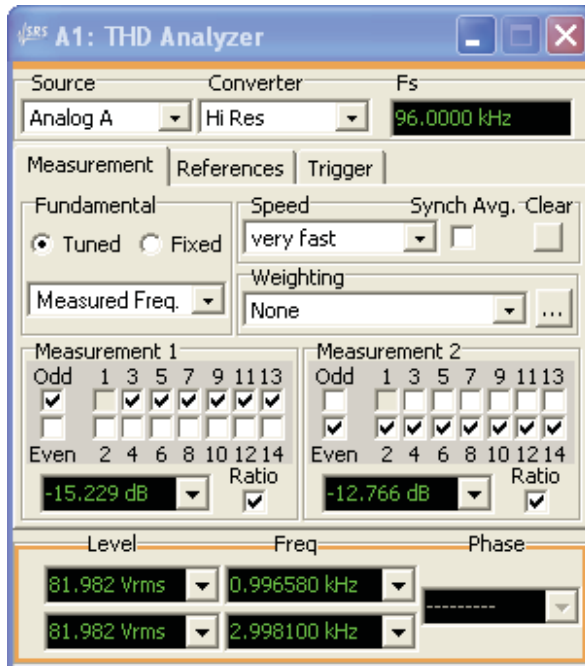 SRS A1: THD Analyzer
Source Converter Fs
Analog A Hi Res 96.0000 kHz
Measurement References Trigger
Fundamental Speed Synch Avg. Clear
Tuned Fixed very fast
Measured Freq. Weighting
None ...
Measurement 1 Measurement 2
Odd 1 3 5 7 9 11 13 Odd 1 3 5 7 9 11 13
Even 2 4 6 8 10 12 14 Even 2 4 6 8 10 12 14
Ratio Ratio
-15.229 dB -12.766 dB
Level Freq Phase
81.982 Vrms 0.996580 kHz
81.982 Vrms 2.998100 kHz
---------